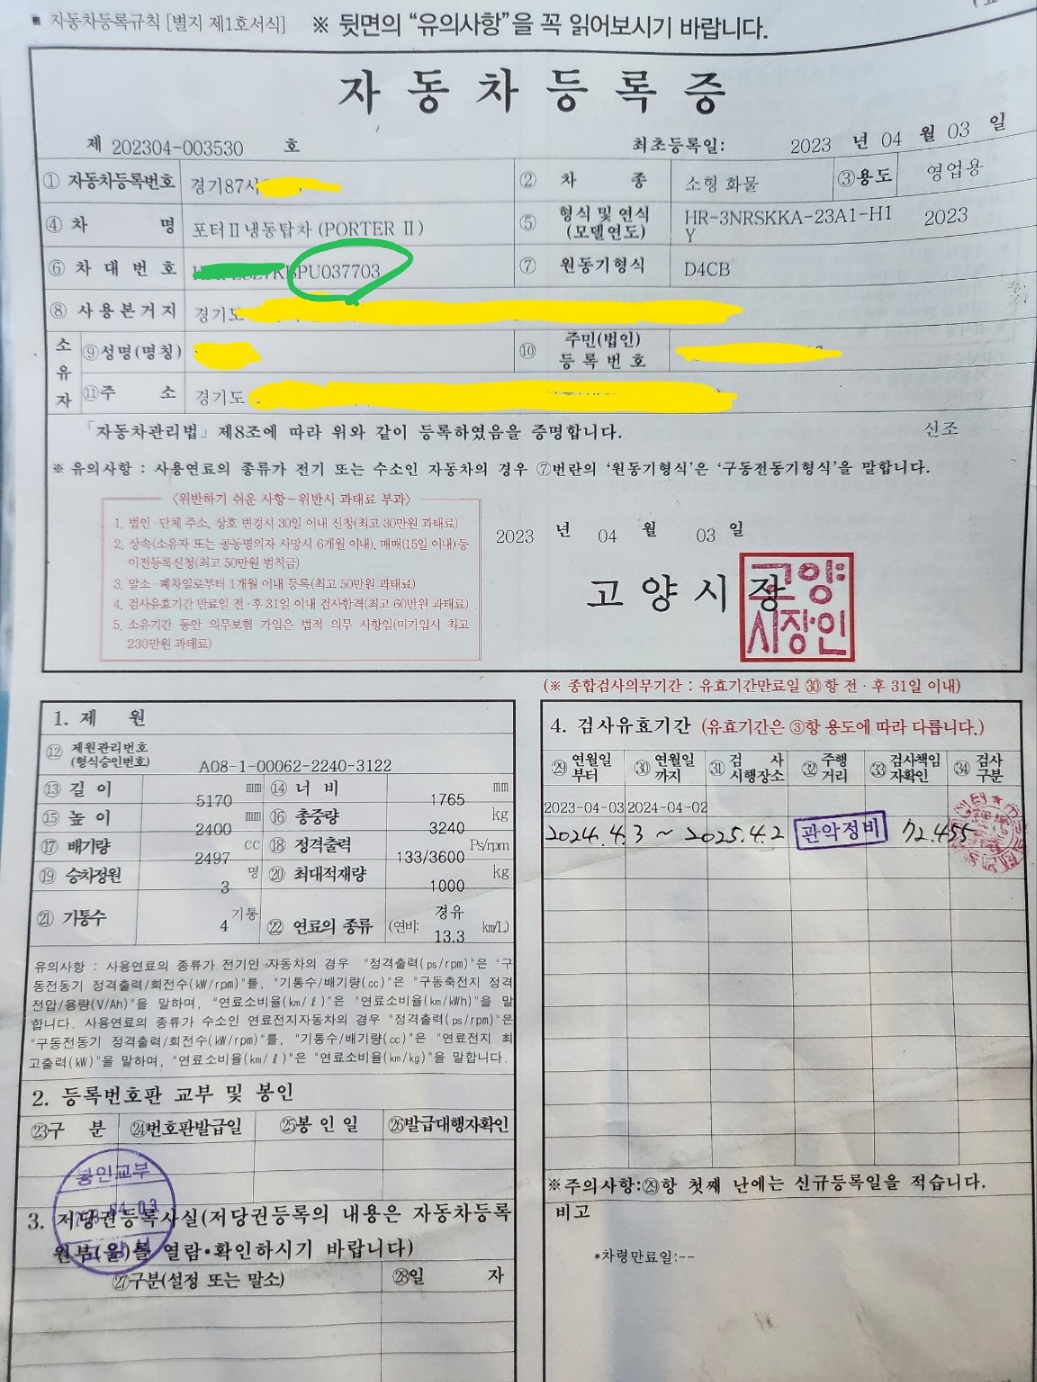 ■ 자동차등록규칙 [별지 제1호서식] ※ 뒷면의 “유의사항”을 꼭 읽어보시기 바랍니다.
자동차등록증
제 202304-003530 호 최초등록일: 2023 년 04 월 03 일
① 자동차등록번호 경기87사 ② 차 종 소형 화물 ③용도 영업용
④ 차 명 포터Ⅱ냉동탑차(PORTER Ⅱ) ⑤ 형식 및 연식 (모델연도) HR-3NRSKKA-23A1-H1Y 2023
⑥ 차대번호 PU037703 ⑦ 원동기형식 D4CB
⑧ 사용본거지 경기도
소유자 ⑨성명(명칭) ⑩ 주민(법인)등록번호
⑪주 소 경기도
「자동차관리법」제8조에 따라 위와 같이 등록하였음을 증명합니다. 신조
※ 유의사항 : 사용연료의 종류가 전기 또는 수소인 자동차의 경우 ⑦번란의 ‘원동기형식’은 ‘구동전동기형식’을 말합니다.
〈위반하기 쉬운 사항-위반시 과태료 부과〉
1. 법인·단체 주소, 상호 변경시 30일 이내 신청(최고 30만원 과태료)
2. 상속(소유자 또는 공동명의자 사망시 6개월 이내), 매매(15일 이내)등
이전등록신청(최고 50만원 범칙금)
3. 말소·폐차일로부터 1개월 이내 등록(최고 50만원 과태료)
4. 검사유효기간 만료일 전·후 31일 이내 검사합격(최고 60만원 과태료)
5. 소유기간 동안 의무보험 가입은 법적 의무 사항임(미가입시 최고
230만원 과태료)
2023 년 04 월 03 일
고양시장
고양시장인
(※ 종합검사의무기간 : 유효기간만료일 ㉚항 전·후 31일 이내)
1. 제 원
⑫ 제원관리번호 (형식승인번호) A08-1-00062-2240-3122
⑬ 길이 5170 mm ⑭ 너비 1765 mm
⑮ 높이 2400 mm ⑯ 총중량 3240 kg
⑰ 배기량 2497 cc ⑱ 정격출력 133/3600 Ps/rpm
⑲ 승차정원 3 명 ⑳ 최대적재량 1000 kg
㉑ 기통수 4 기통 ㉒ 연료의 종류 경유 (연비: 13.3 km/L)
유의사항 : 사용연료의 종류가 전기인 자동차의 경우 "정격출력(ps/rpm)"은 '구
동전동기 정격출력/회전수(kW/rpm)"를, "기통수/배기량(cc)"은 "구동축전지 정격
전압/용량(V/Ah)"을 말하며, "연료소비율(km/ℓ)"은 "연료소비율(km/kWh)"을 말
합니다. 사용연료의 종류가 수소인 연료전지자동차의 경우 "정격출력(ps/rpm)"은
"구동전동기 정격출력/회전수(kW/rpm)"를, "기통수/배기량(cc)"은 "연료전지 최
고출력(kW)"을 말하며, "연료소비율(km/ℓ)"은 "연료소비율(km/kg)"을 말합니다.
2. 등록번호판 교부 및 봉인
㉓구 분 ㉔번호판발급일 ㉕봉인일 ㉖발급대행자확인
봉인교부
3. 저당권등록사실(저당권등록의 내용은 자동차등록
원부(을)를 열람·확인하시기 바랍니다)
㉗구분(설정 또는 말소) ㉘일 자
4. 검사유효기간 (유효기간은 ③항 용도에 따라 다릅니다.)
㉙ 연월일부터 ㉚ 연월일까지 ㉛ 검사시행장소 ㉜ 주행거리 ㉝ 검사책임자확인 ㉞ 검사구분
2023-04-03 2024-04-02
2024.4.3 ~ 2025.4.2 관악정비 72.455
※주의사항:㉙항 첫째 난에는 신규등록일을 적습니다.
비고
*차령만료일:--